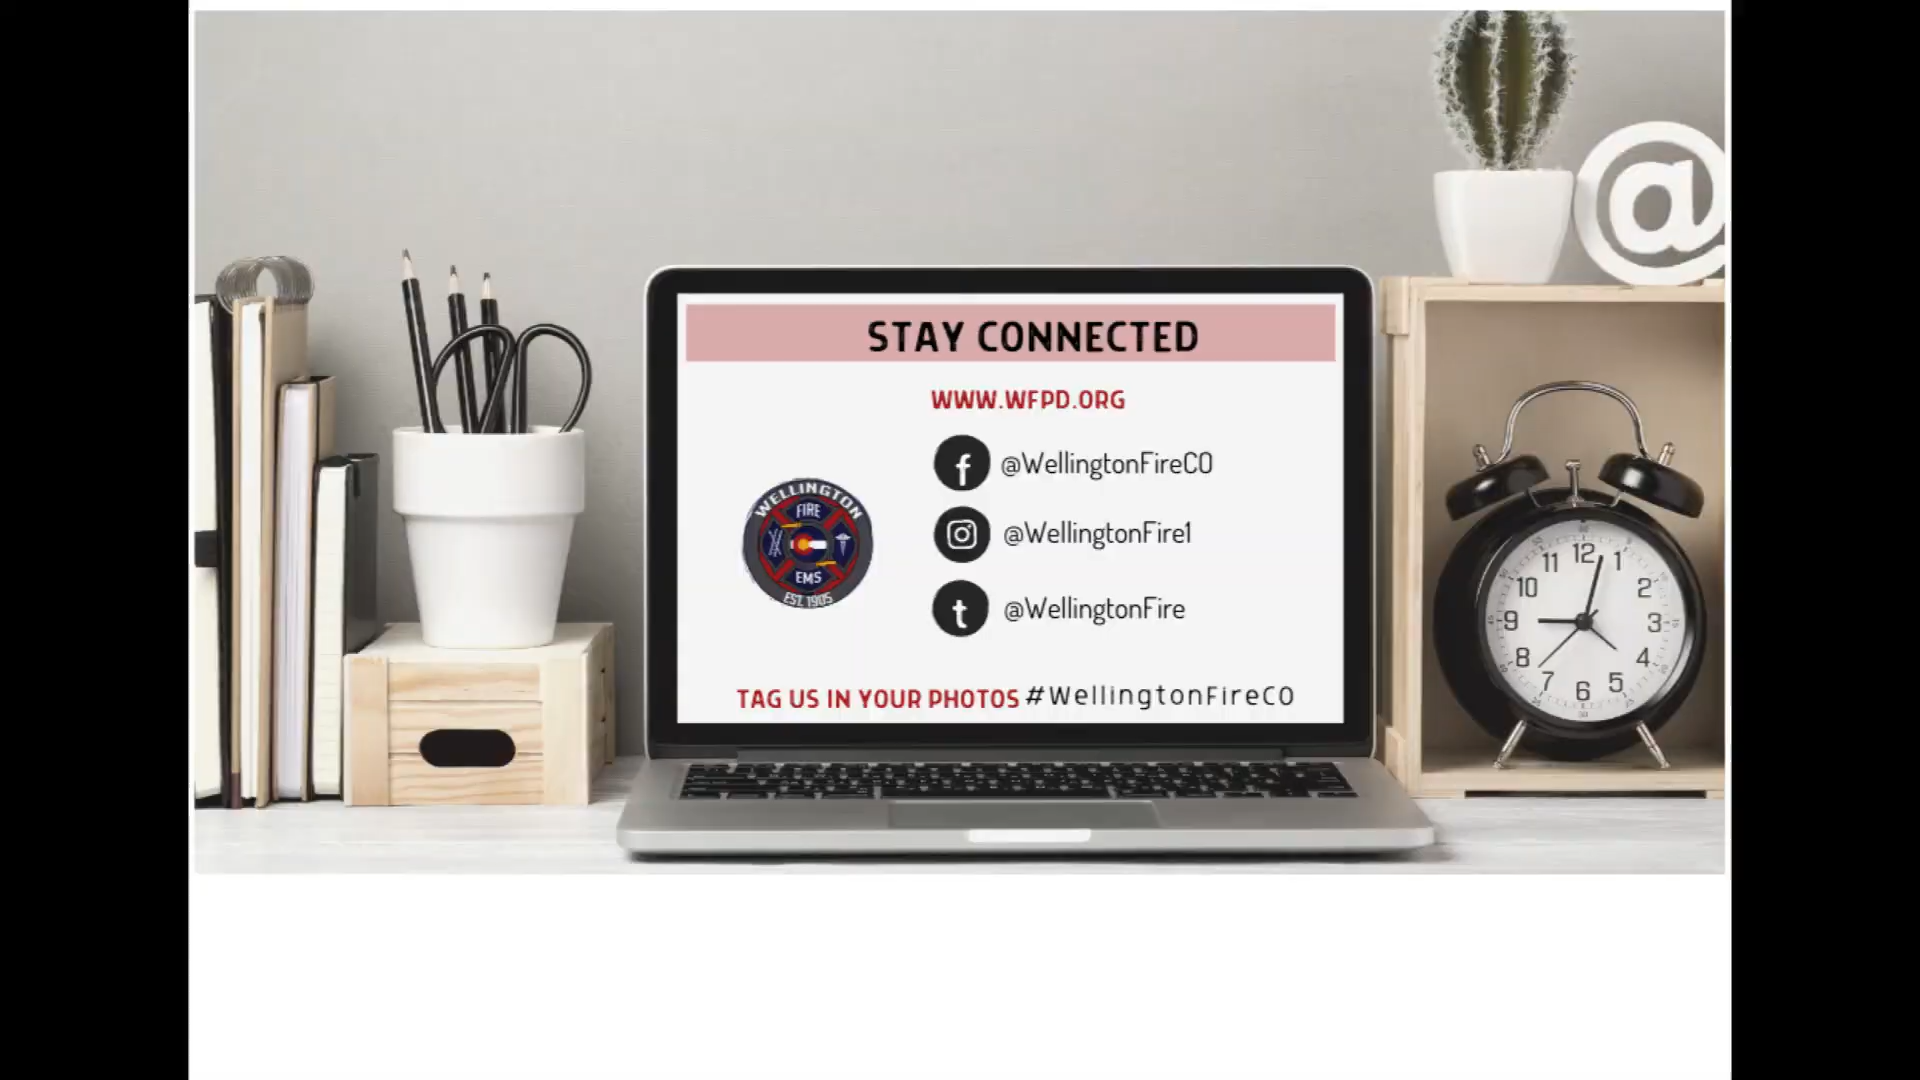 STAY CONNECTED
WWW.WFPD.ORG
@WellingtonFireCO
@WellingtonFire1
@WellingtonFire
WELLINGTON
FIRE
EMS
EST. 1905
TAG US IN YOUR PHOTOS #WellingtonFireCO
@
12
1
2
3
4
5
6
7
8
9
10
11